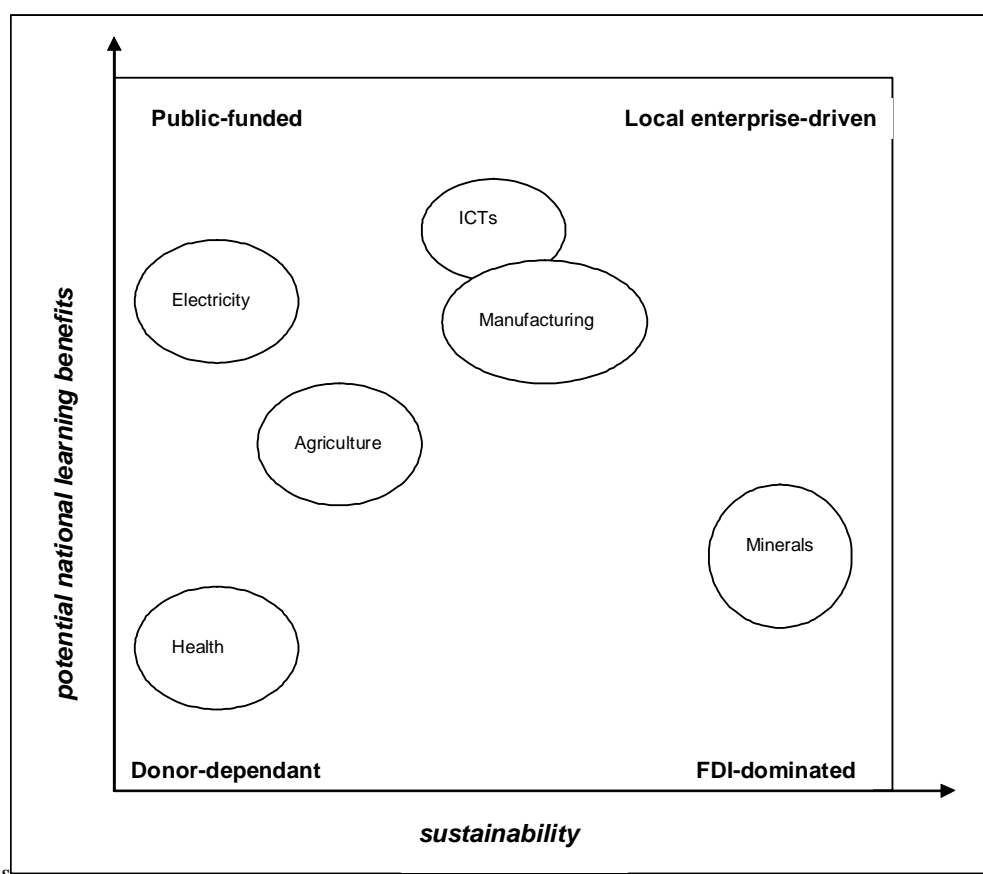 Public-funded
Local enterprise-driven
ICTs
Electricity
Manufacturing
Agriculture
Minerals
Health
Donor-dependant
FDI-dominated
potential national learning benefits
sustainability